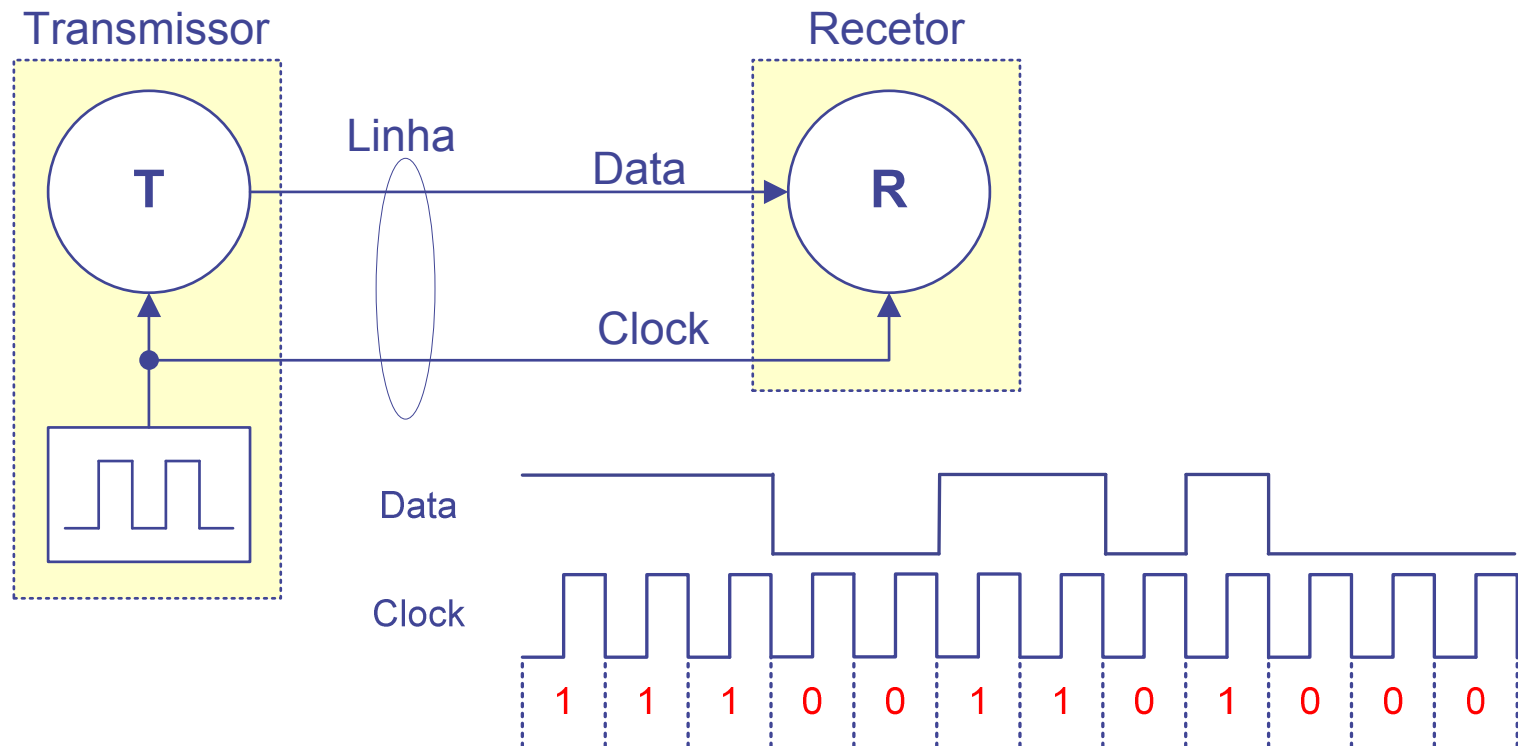 Transmissor
Recetor
Linha
Data
T
R
Clock
Data
Clock
1 1 1 0 0 1 1 0 1 0 0 0